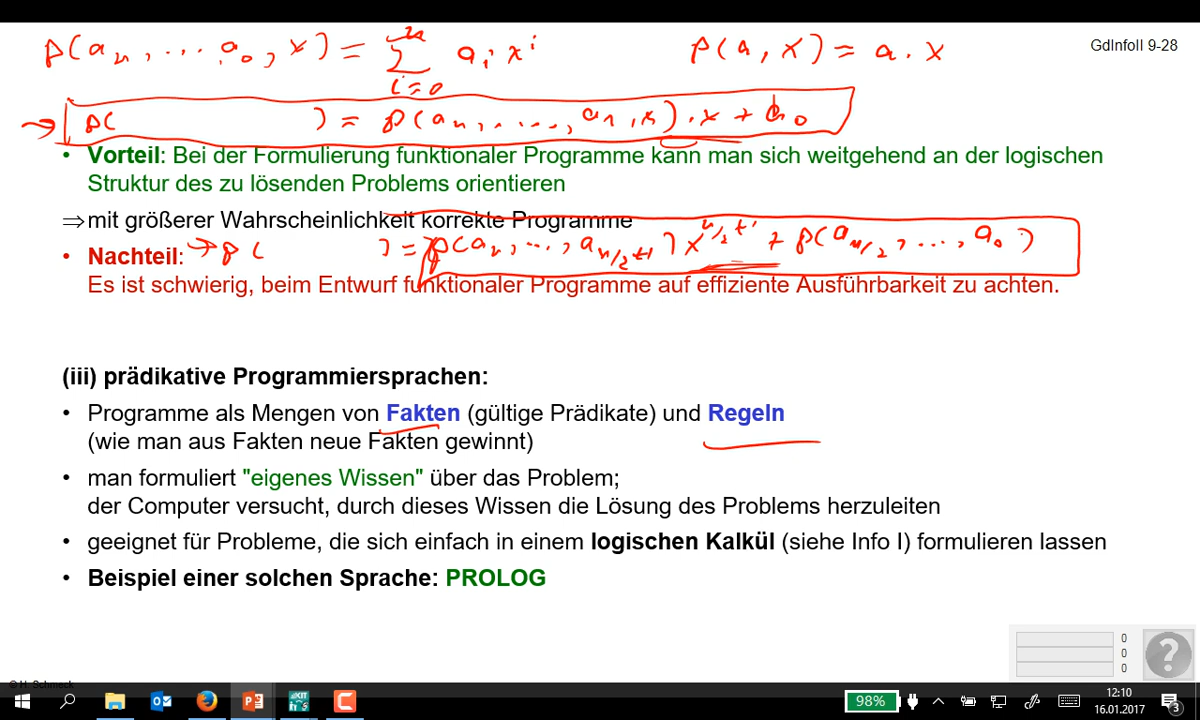 p(aₙ, ... a₀, x) = Σ aᵢ xⁱ
n
i=0
p(a, x) = a · x
GdInfoII 9-28
→ p( ) = p(aₙ, ..., a₁, x) · x + a₀
• Vorteil: Bei der Formulierung funktionaler Programme kann man sich weitgehend an der logischen
Struktur des zu lösenden Problems orientieren
⇒ mit größerer Wahrscheinlichkeit korrekte Programme
• Nachteil:
→ p( ) = p(aₙ, ..., a n/2+1) x n/2+1 + p(a n/2, ..., a₀)
Es ist schwierig, beim Entwurf funktionaler Programme auf effiziente Ausführbarkeit zu achten.
(iii) prädikative Programmiersprachen:
• Programme als Mengen von Fakten (gültige Prädikate) und Regeln
(wie man aus Fakten neue Fakten gewinnt)
• man formuliert "eigenes Wissen" über das Problem;
der Computer versucht, durch dieses Wissen die Lösung des Problems herzuleiten
• geeignet für Probleme, die sich einfach in einem logischen Kalkül (siehe Info I) formulieren lassen
• Beispiel einer solchen Sprache: PROLOG
0
0
0
?
© H. Schmeck
98%
12:10
16.01.2017
3